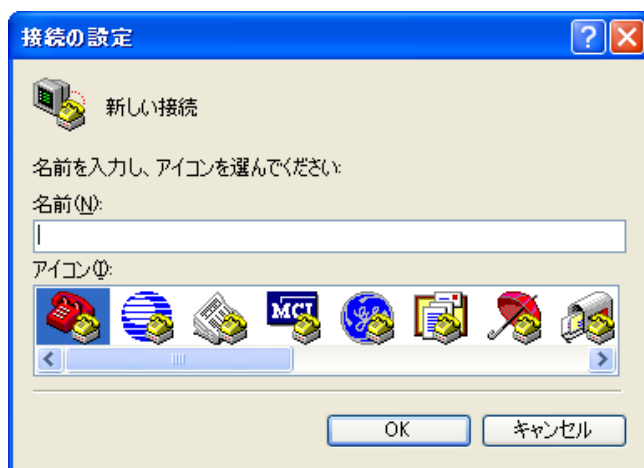 接続の設定
新しい接続
名前を入力し、アイコンを選んでください:
名前(N):
アイコン(I):
MCI
OK
キャンセル